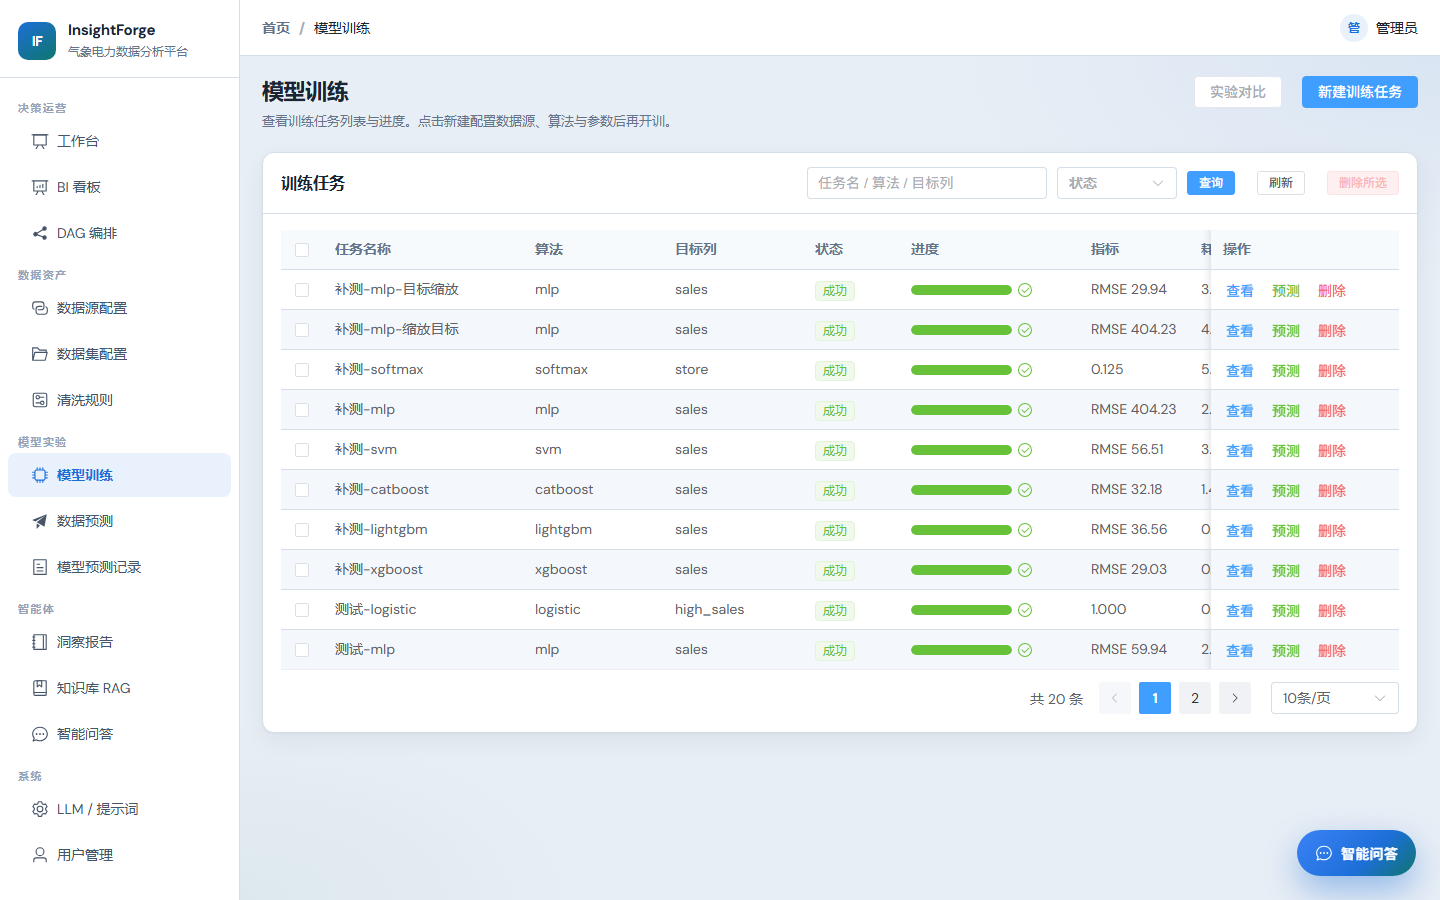 IF
InsightForge
气象电力数据分析平台
决策运营
工作台
BI 看板
DAG 编排
数据资产
数据源配置
数据集配置
清洗规则
模型实验
模型训练
数据预测
模型预测记录
智能体
洞察报告
知识库 RAG
智能问答
系统
LLM / 提示词
用户管理
首页 / 模型训练
管 管理员
模型训练
查看训练任务列表与进度。点击新建配置数据源、算法与参数后再开训。
实验对比 新建训练任务
训练任务
任务名 / 算法 / 目标列 状态 查询 刷新 删除所选
任务名称 算法 目标列 状态 进度 指标 操作
补测-mlp-目标缩放 mlp sales 成功 RMSE 29.94 3. 查看 预测 删除
补测-mlp-缩放目标 mlp sales 成功 RMSE 404.23 4. 查看 预测 删除
补测-softmax softmax store 成功 0.125 5. 查看 预测 删除
补测-mlp mlp sales 成功 RMSE 404.23 2. 查看 预测 删除
补测-svm svm sales 成功 RMSE 56.51 3. 查看 预测 删除
补测-catboost catboost sales 成功 RMSE 32.18 1.4 查看 预测 删除
补测-lightgbm lightgbm sales 成功 RMSE 36.56 0. 查看 预测 删除
补测-xgboost xgboost sales 成功 RMSE 29.03 0. 查看 预测 删除
测试-logistic logistic high_sales 成功 1.000 0. 查看 预测 删除
测试-mlp mlp sales 成功 RMSE 59.94 2. 查看 预测 删除
共 20 条 1 2 10条/页
智能问答